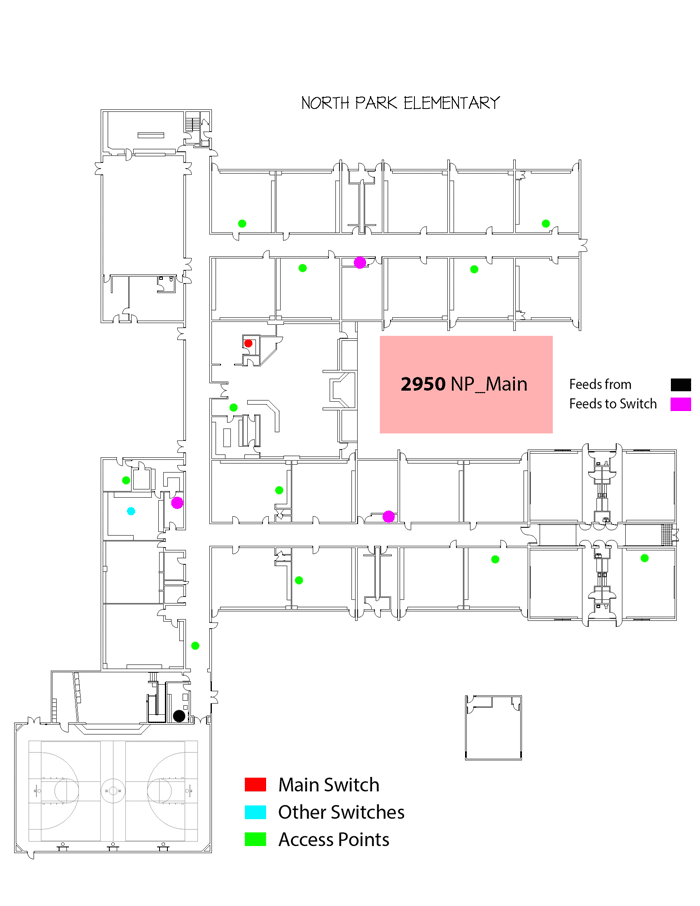 NORTH PARK ELEMENTARY
2950 NP_Main
Feeds from
Feeds to Switch
Main Switch
Other Switches
Access Points